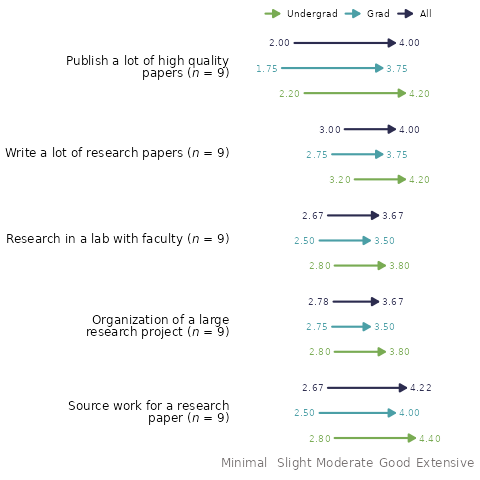 Undergrad Grad All
2.00 4.00
Publish a lot of high quality
papers (n = 9)
1.75 3.75
2.20 4.20
3.00 4.00
Write a lot of research papers (n = 9)
2.75 3.75
3.20 4.20
2.67 3.67
Research in a lab with faculty (n = 9)
2.50 3.50
2.80 3.80
2.78 3.67
Organization of a large
research project (n = 9)
2.75 3.50
2.80 3.80
2.67 4.22
Source work for a research
paper (n = 9)
2.50 4.00
2.80 4.40
Minimal Slight Moderate Good Extensive